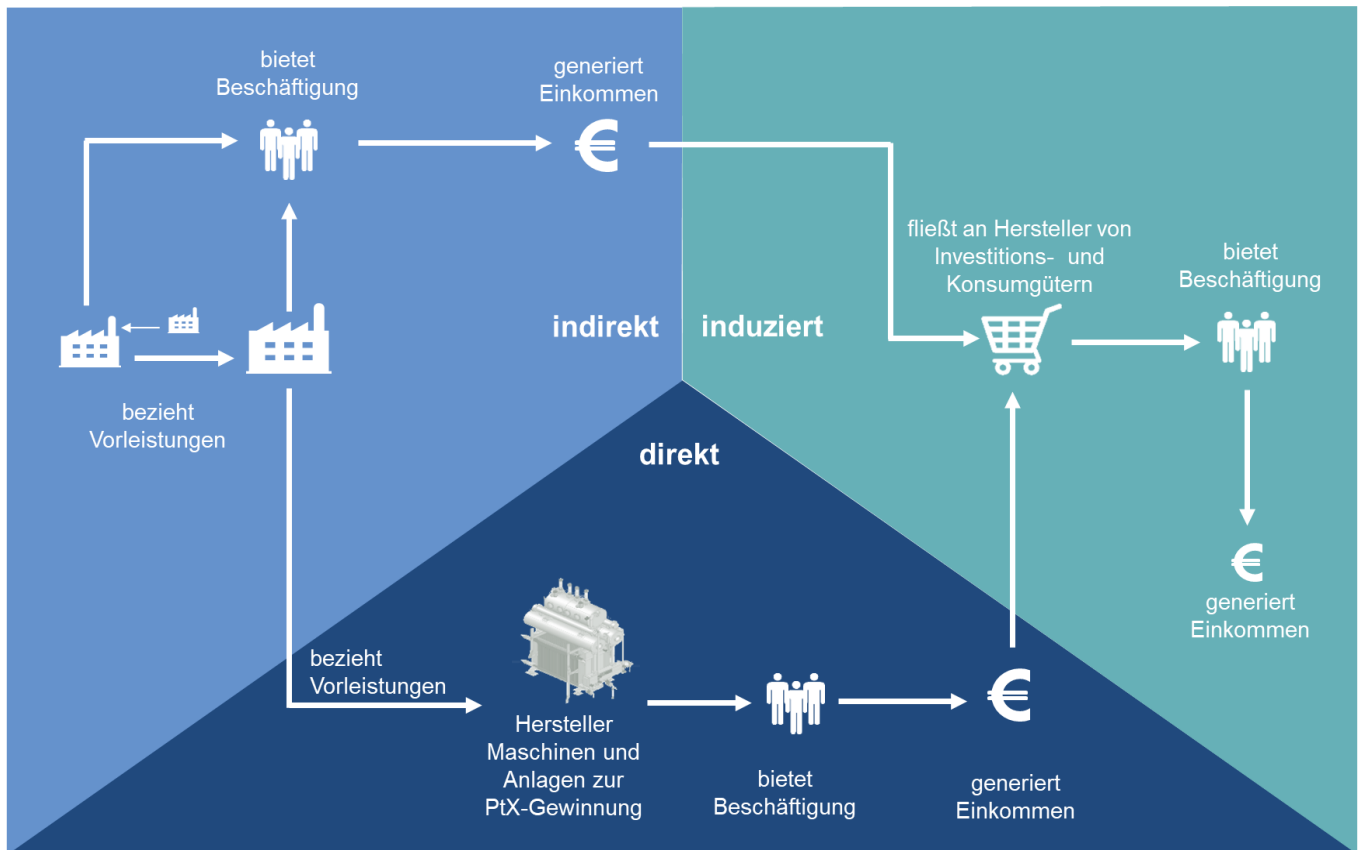 bietet
Beschäftigung
generiert
Einkommen
€
fließt an Hersteller von
Investitions- und
Konsumgütern
bietet
Beschäftigung
indirekt
induziert
bezieht
Vorleistungen
direkt
€
generiert
Einkommen
bezieht
Vorleistungen
Hersteller
Maschinen und
Anlagen zur
PtX-Gewinnung
bietet
Beschäftigung
€
generiert
Einkommen